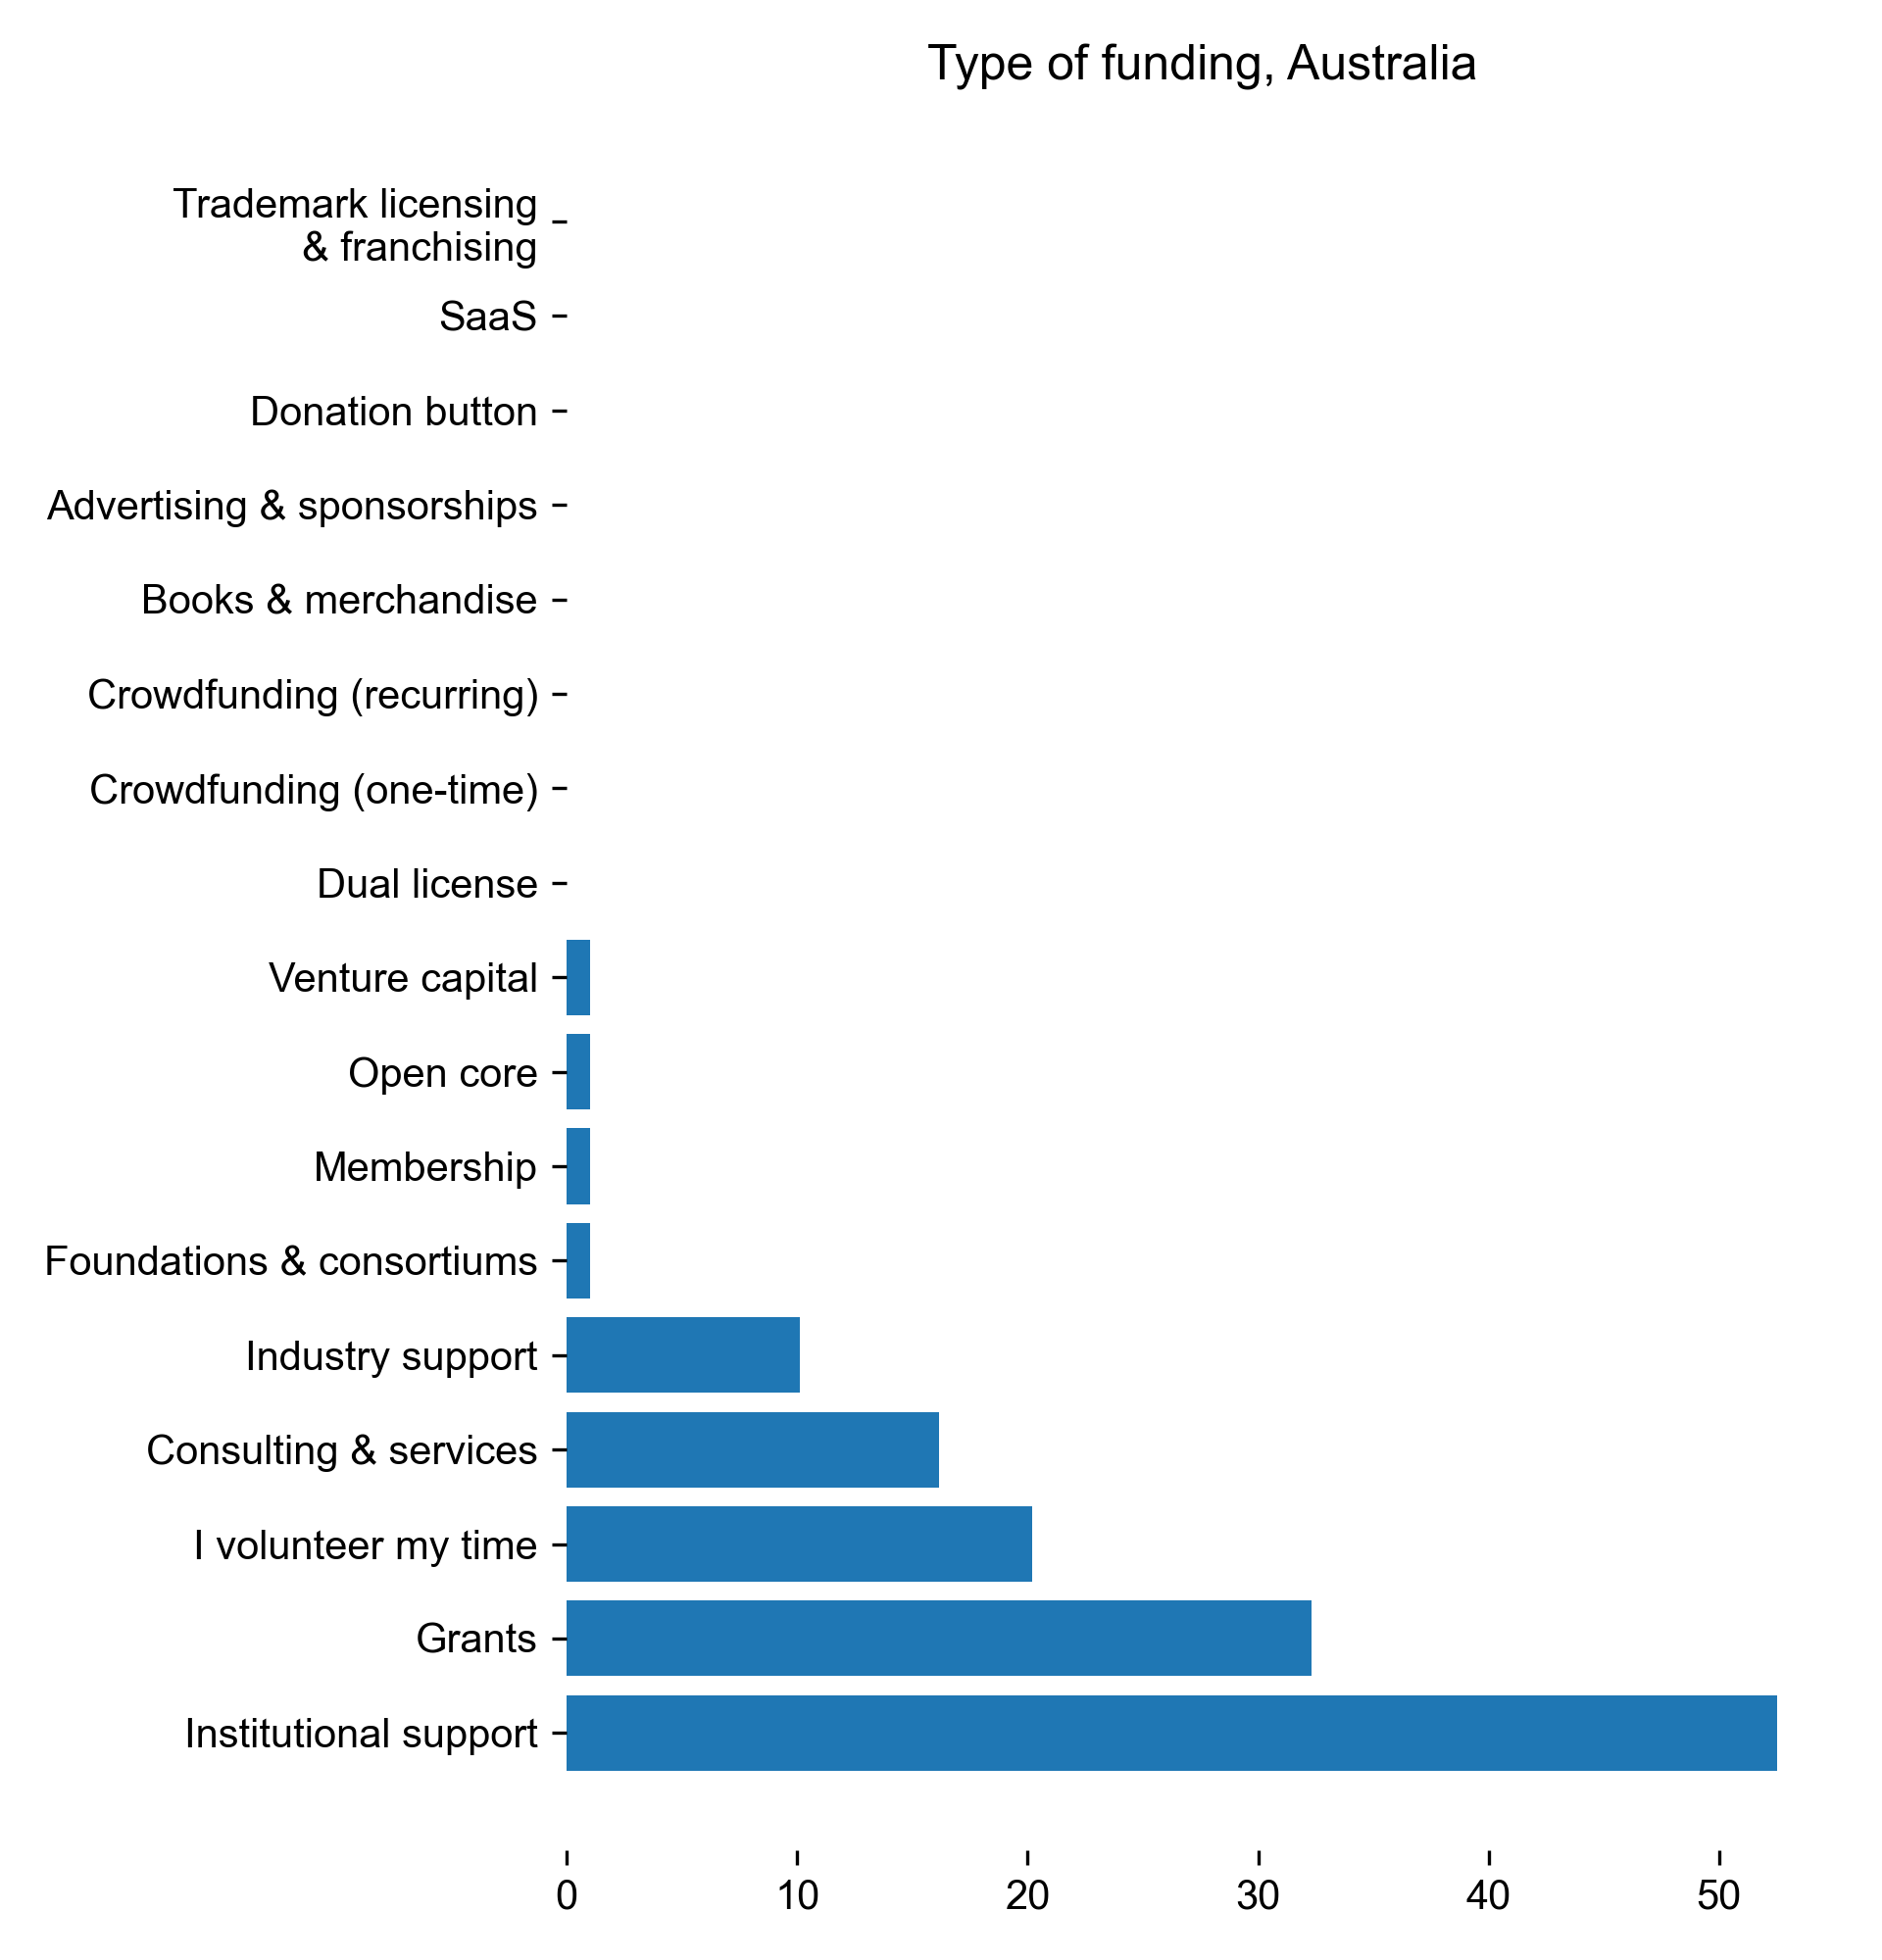 Type of funding, Australia
Trademark licensing
& franchising
SaaS
Donation button
Advertising & sponsorships
Books & merchandise
Crowdfunding (recurring)
Crowdfunding (one-time)
Dual license
Venture capital
Open core
Membership
Foundations & consortiums
Industry support
Consulting & services
I volunteer my time
Grants
Institutional support
0 10 20 30 40 50